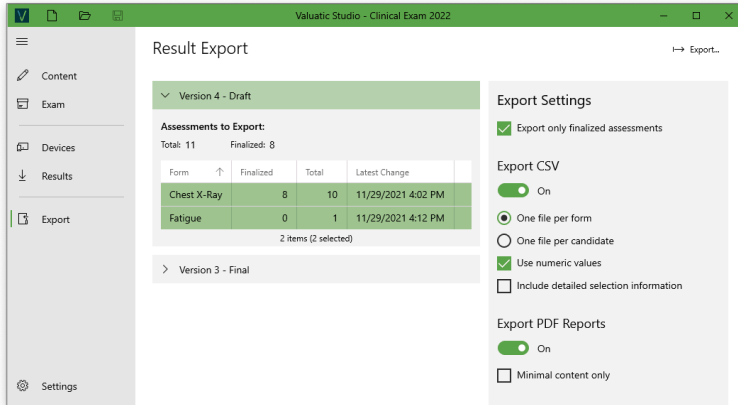 V
Valuatic Studio - Clinical Exam 2022
Result Export
Export...
Content
Exam
Devices
Results
Export
Settings
Version 4 - Draft
Assessments to Export:
Total: 11 Finalized: 8
Form Finalized Total Latest Change
Chest X-Ray 8 10 11/29/2021 4:02 PM
Fatigue 0 1 11/29/2021 4:12 PM
2 items (2 selected)
Version 3 - Final
Export Settings
Export only finalized assessments
Export CSV
On
One file per form
One file per candidate
Use numeric values
Include detailed selection information
Export PDF Reports
On
Minimal content only